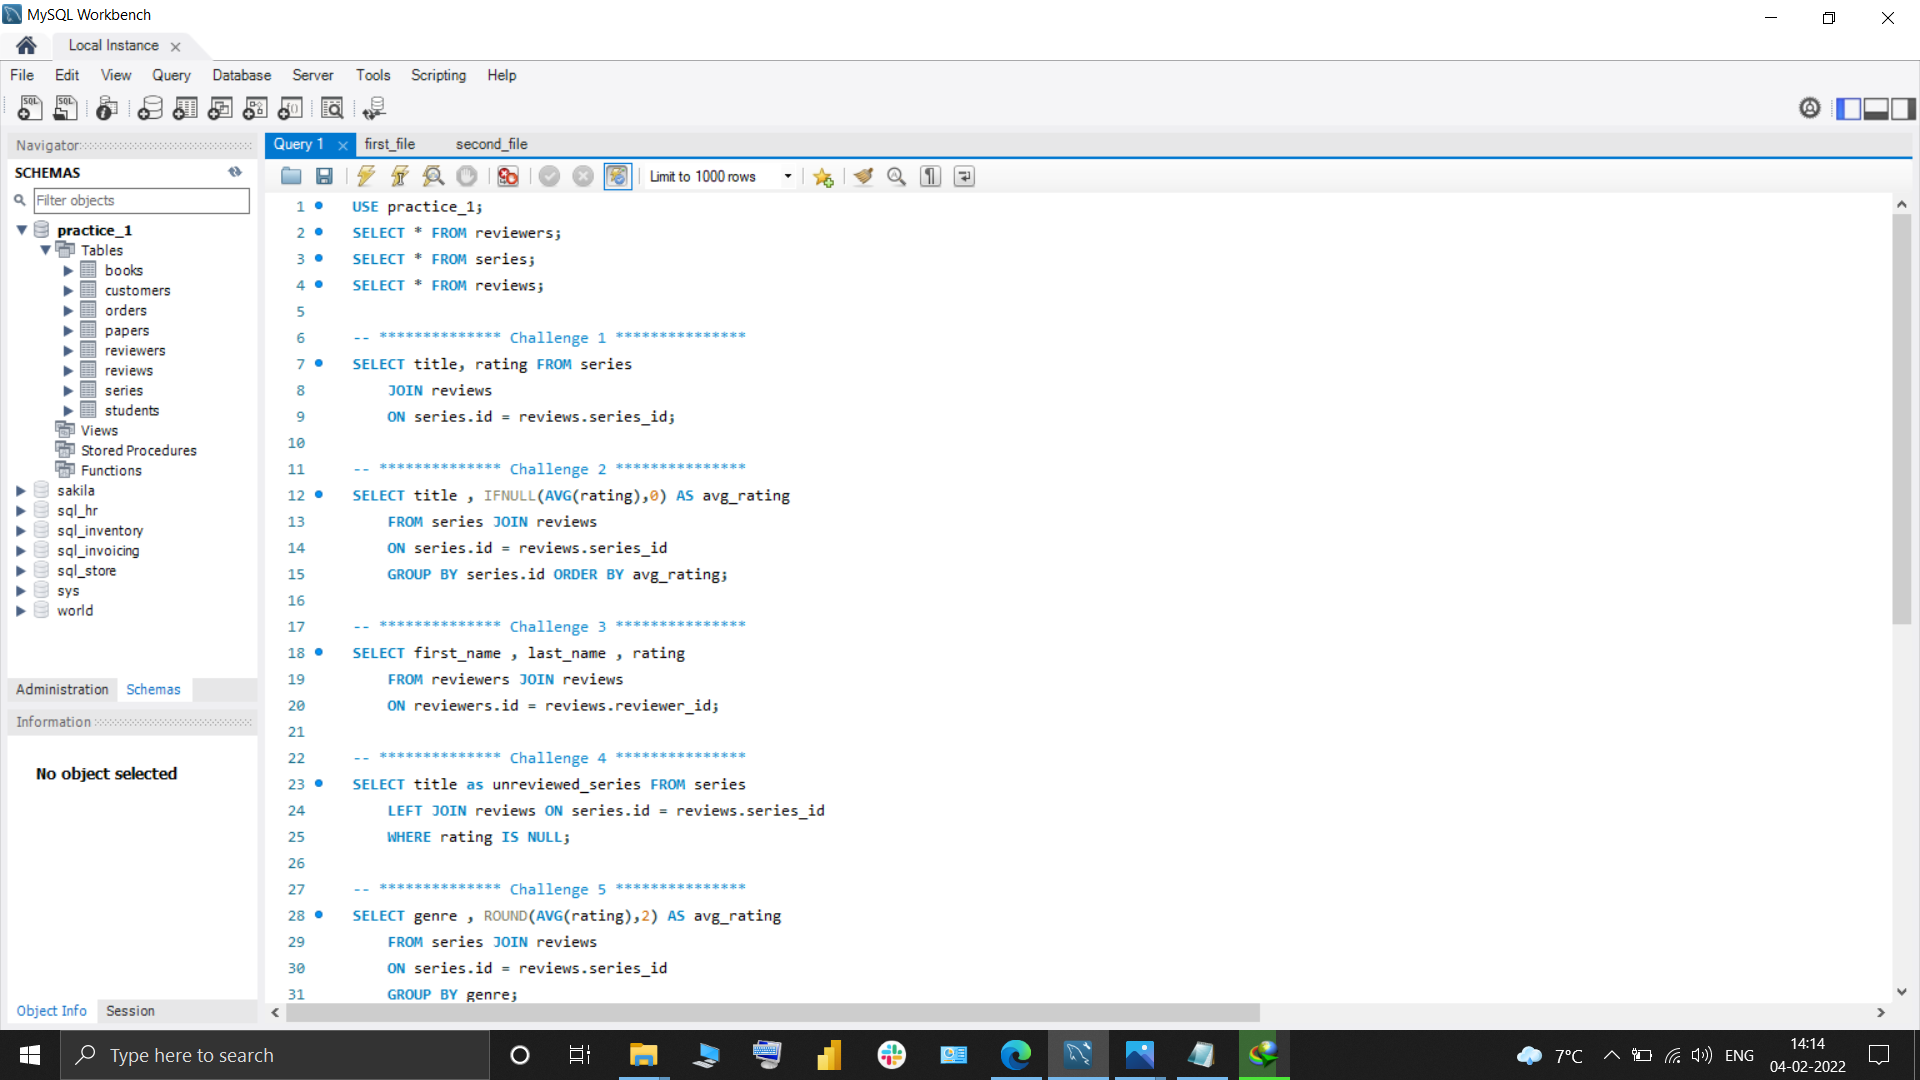 MySQL Workbench
Local Instance
File Edit View Query Database Server Tools Scripting Help
Navigator
SCHEMAS
Filter objects
practice_1
Tables
books
customers
orders
papers
reviewers
reviews
series
students
Views
Stored Procedures
Functions
sakila
sql_hr
sql_inventory
sql_invoicing
sql_store
sys
world
Administration Schemas
Information
No object selected
Object Info Session
Query 1 first_file second_file
Limit to 1000 rows
1 USE practice_1;
2 SELECT * FROM reviewers;
3 SELECT * FROM series;
4 SELECT * FROM reviews;
5
6 -- ************** Challenge 1 ***************
7 SELECT title, rating FROM series
8 JOIN reviews
9 ON series.id = reviews.series_id;
10
11 -- ************** Challenge 2 ***************
12 SELECT title , IFNULL(AVG(rating),0) AS avg_rating
13 FROM series JOIN reviews
14 ON series.id = reviews.series_id
15 GROUP BY series.id ORDER BY avg_rating;
16
17 -- ************** Challenge 3 ***************
18 SELECT first_name , last_name , rating
19 FROM reviewers JOIN reviews
20 ON reviewers.id = reviews.reviewer_id;
21
22 -- ************** Challenge 4 ***************
23 SELECT title as unreviewed_series FROM series
24 LEFT JOIN reviews ON series.id = reviews.series_id
25 WHERE rating IS NULL;
26
27 -- ************** Challenge 5 ***************
28 SELECT genre , ROUND(AVG(rating),2) AS avg_rating
29 FROM series JOIN reviews
30 ON series.id = reviews.series_id
31 GROUP BY genre;
Type here to search
7°C
ENG
14:14
04-02-2022